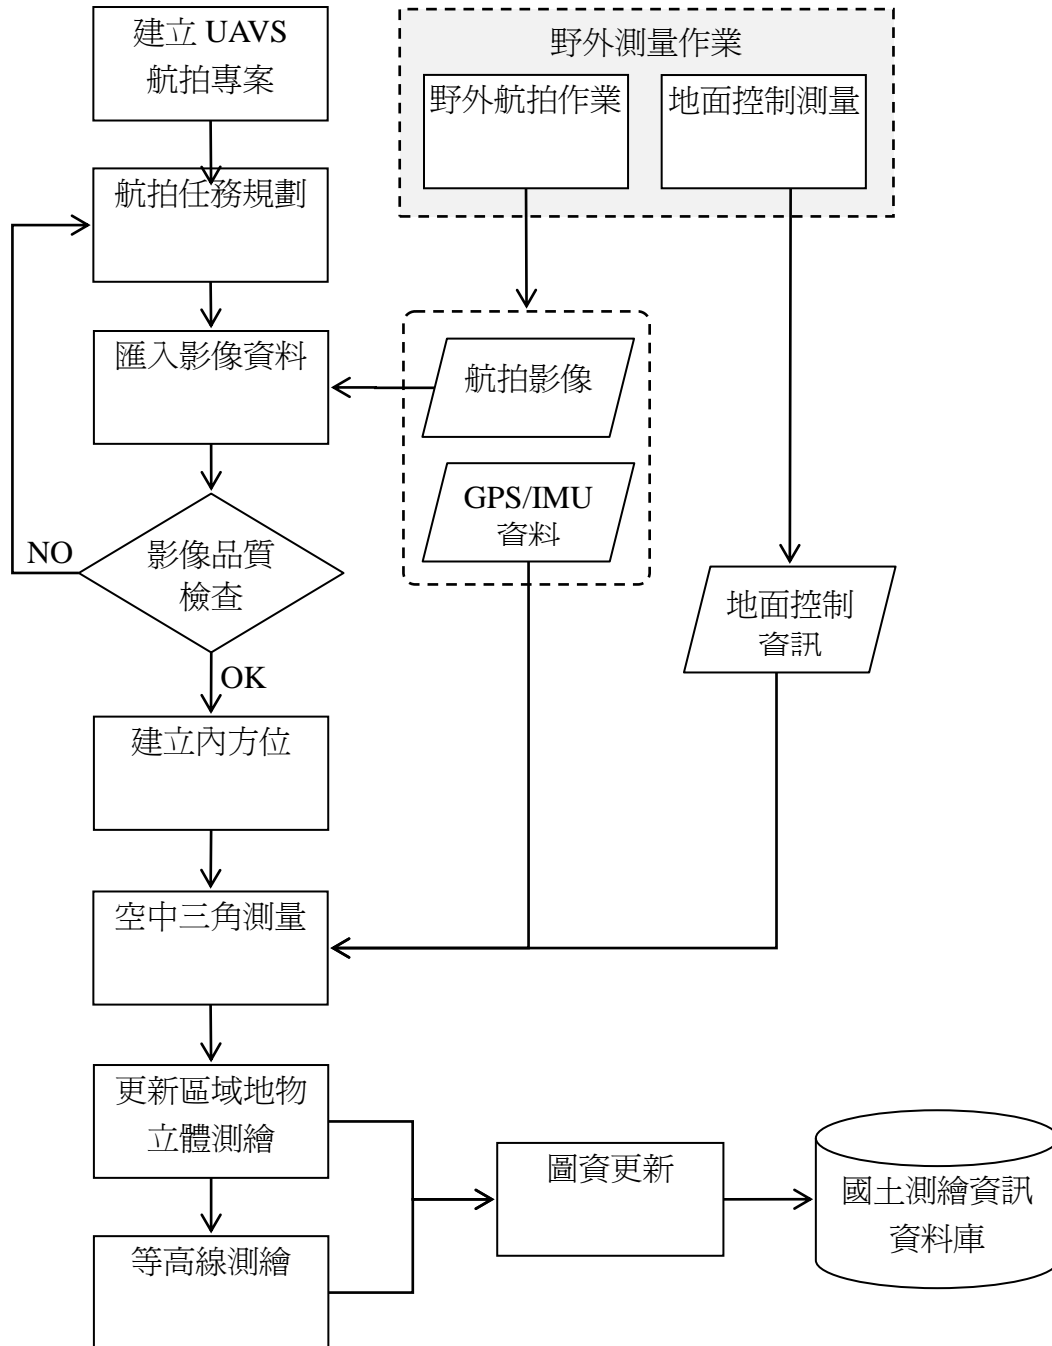 建立 UAVS
航拍專案
野外測量作業
野外航拍作業
地面控制測量
航拍任務規劃
匯入影像資料
航拍影像
GPS/IMU
資料
影像品質
檢查
NO
OK
地面控制
資訊
建立內方位
空中三角測量
更新區域地物
立體測繪
圖資更新
國土測繪資訊
資料庫
等高線測繪